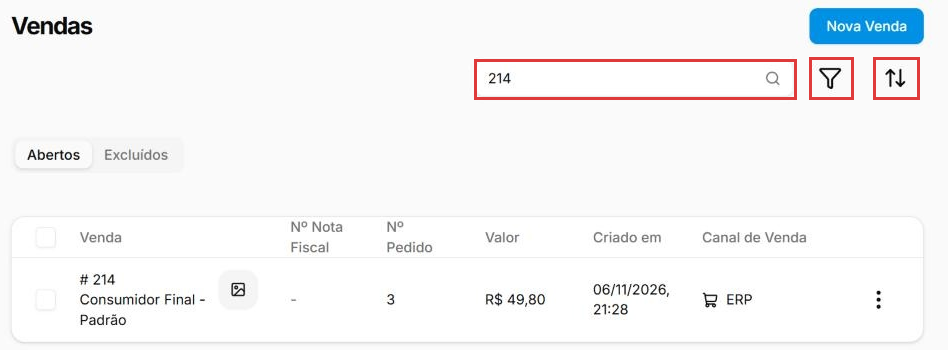 Vendas
Nova Venda
214
Abertos
Excluídos
Venda
Nº Nota
Fiscal
Nº
Pedido
Valor
Criado em
Canal de Venda
# 214
Consumidor Final -
Padrão
-
3
R$ 49,80
06/11/2026,
21:28
ERP